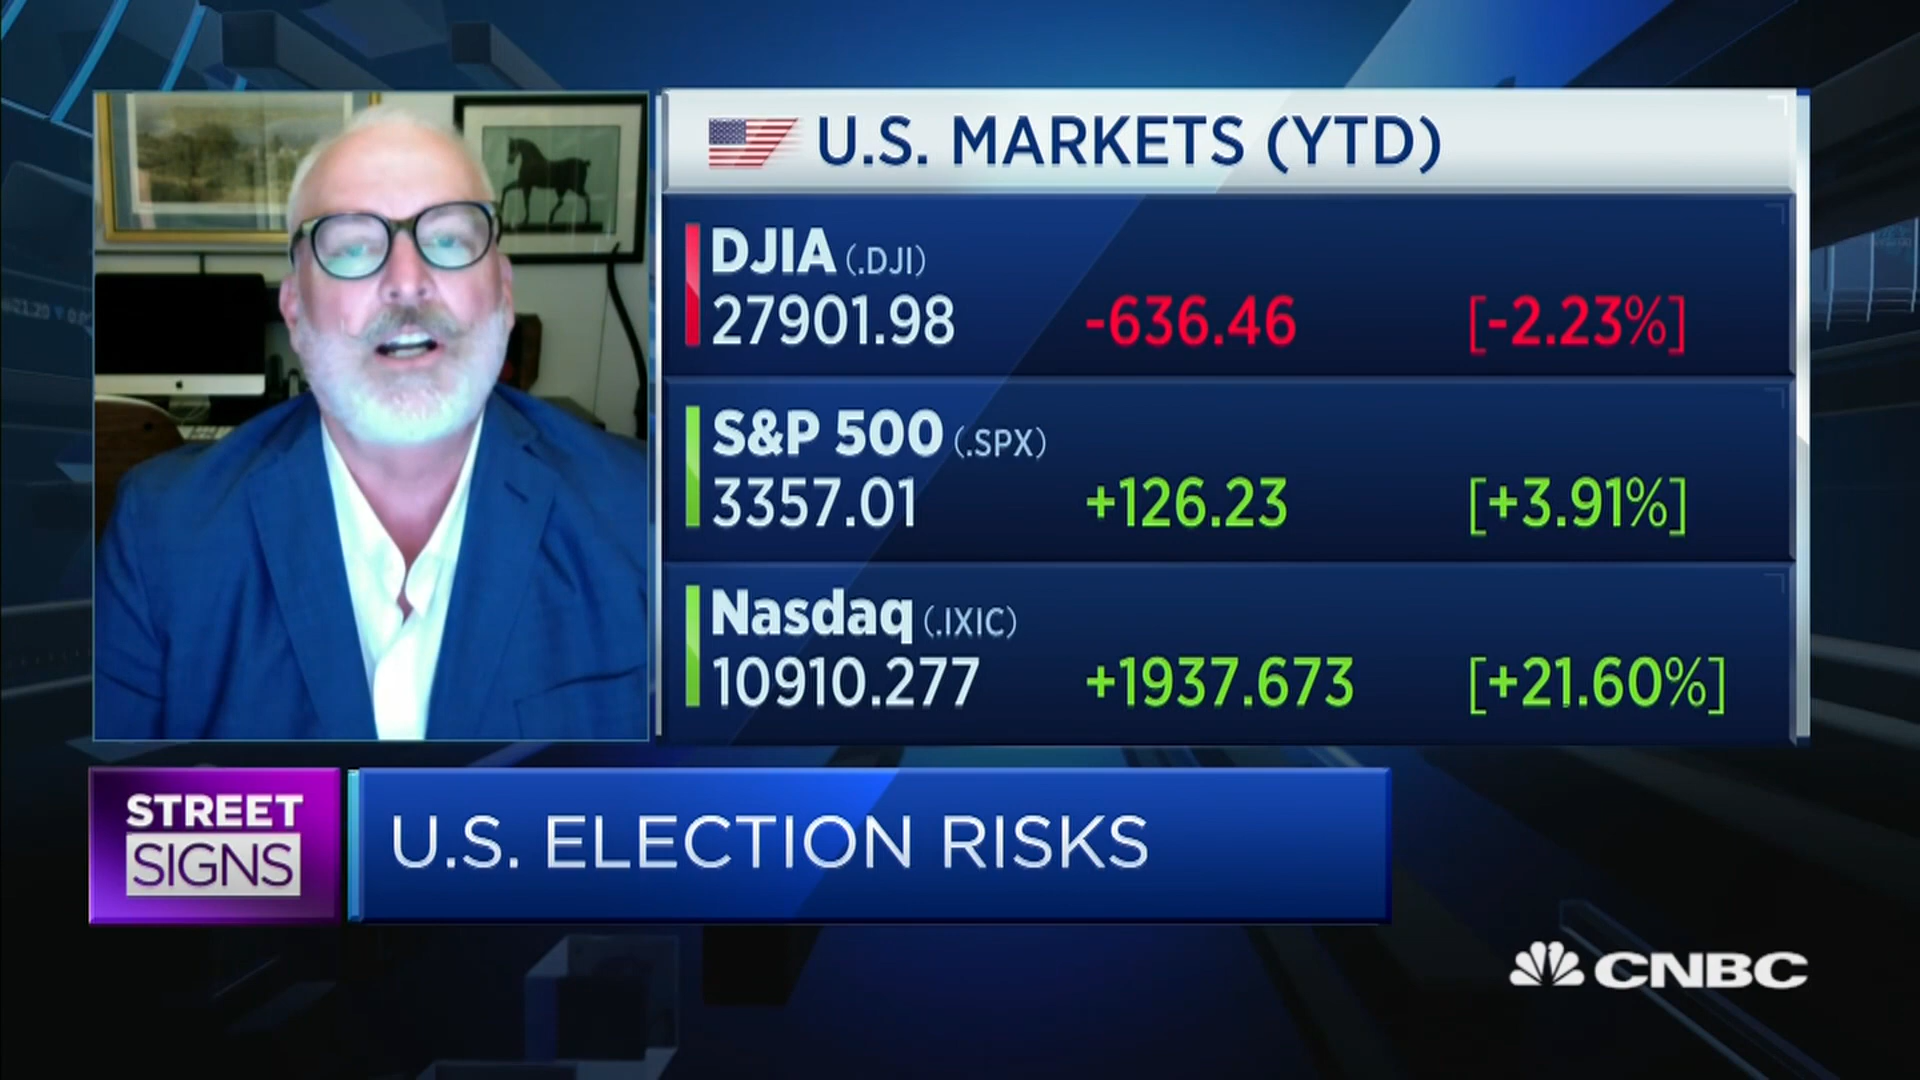 U.S. MARKETS (YTD)
DJIA (.DJI)
27901.98 -636.46 [-2.23%]
S&P 500 (.SPX)
3357.01 +126.23 [+3.91%]
Nasdaq (.IXIC)
10910.277 +1937.673 [+21.60%]
STREET
SIGNS
U.S. ELECTION RISKS
CNBC